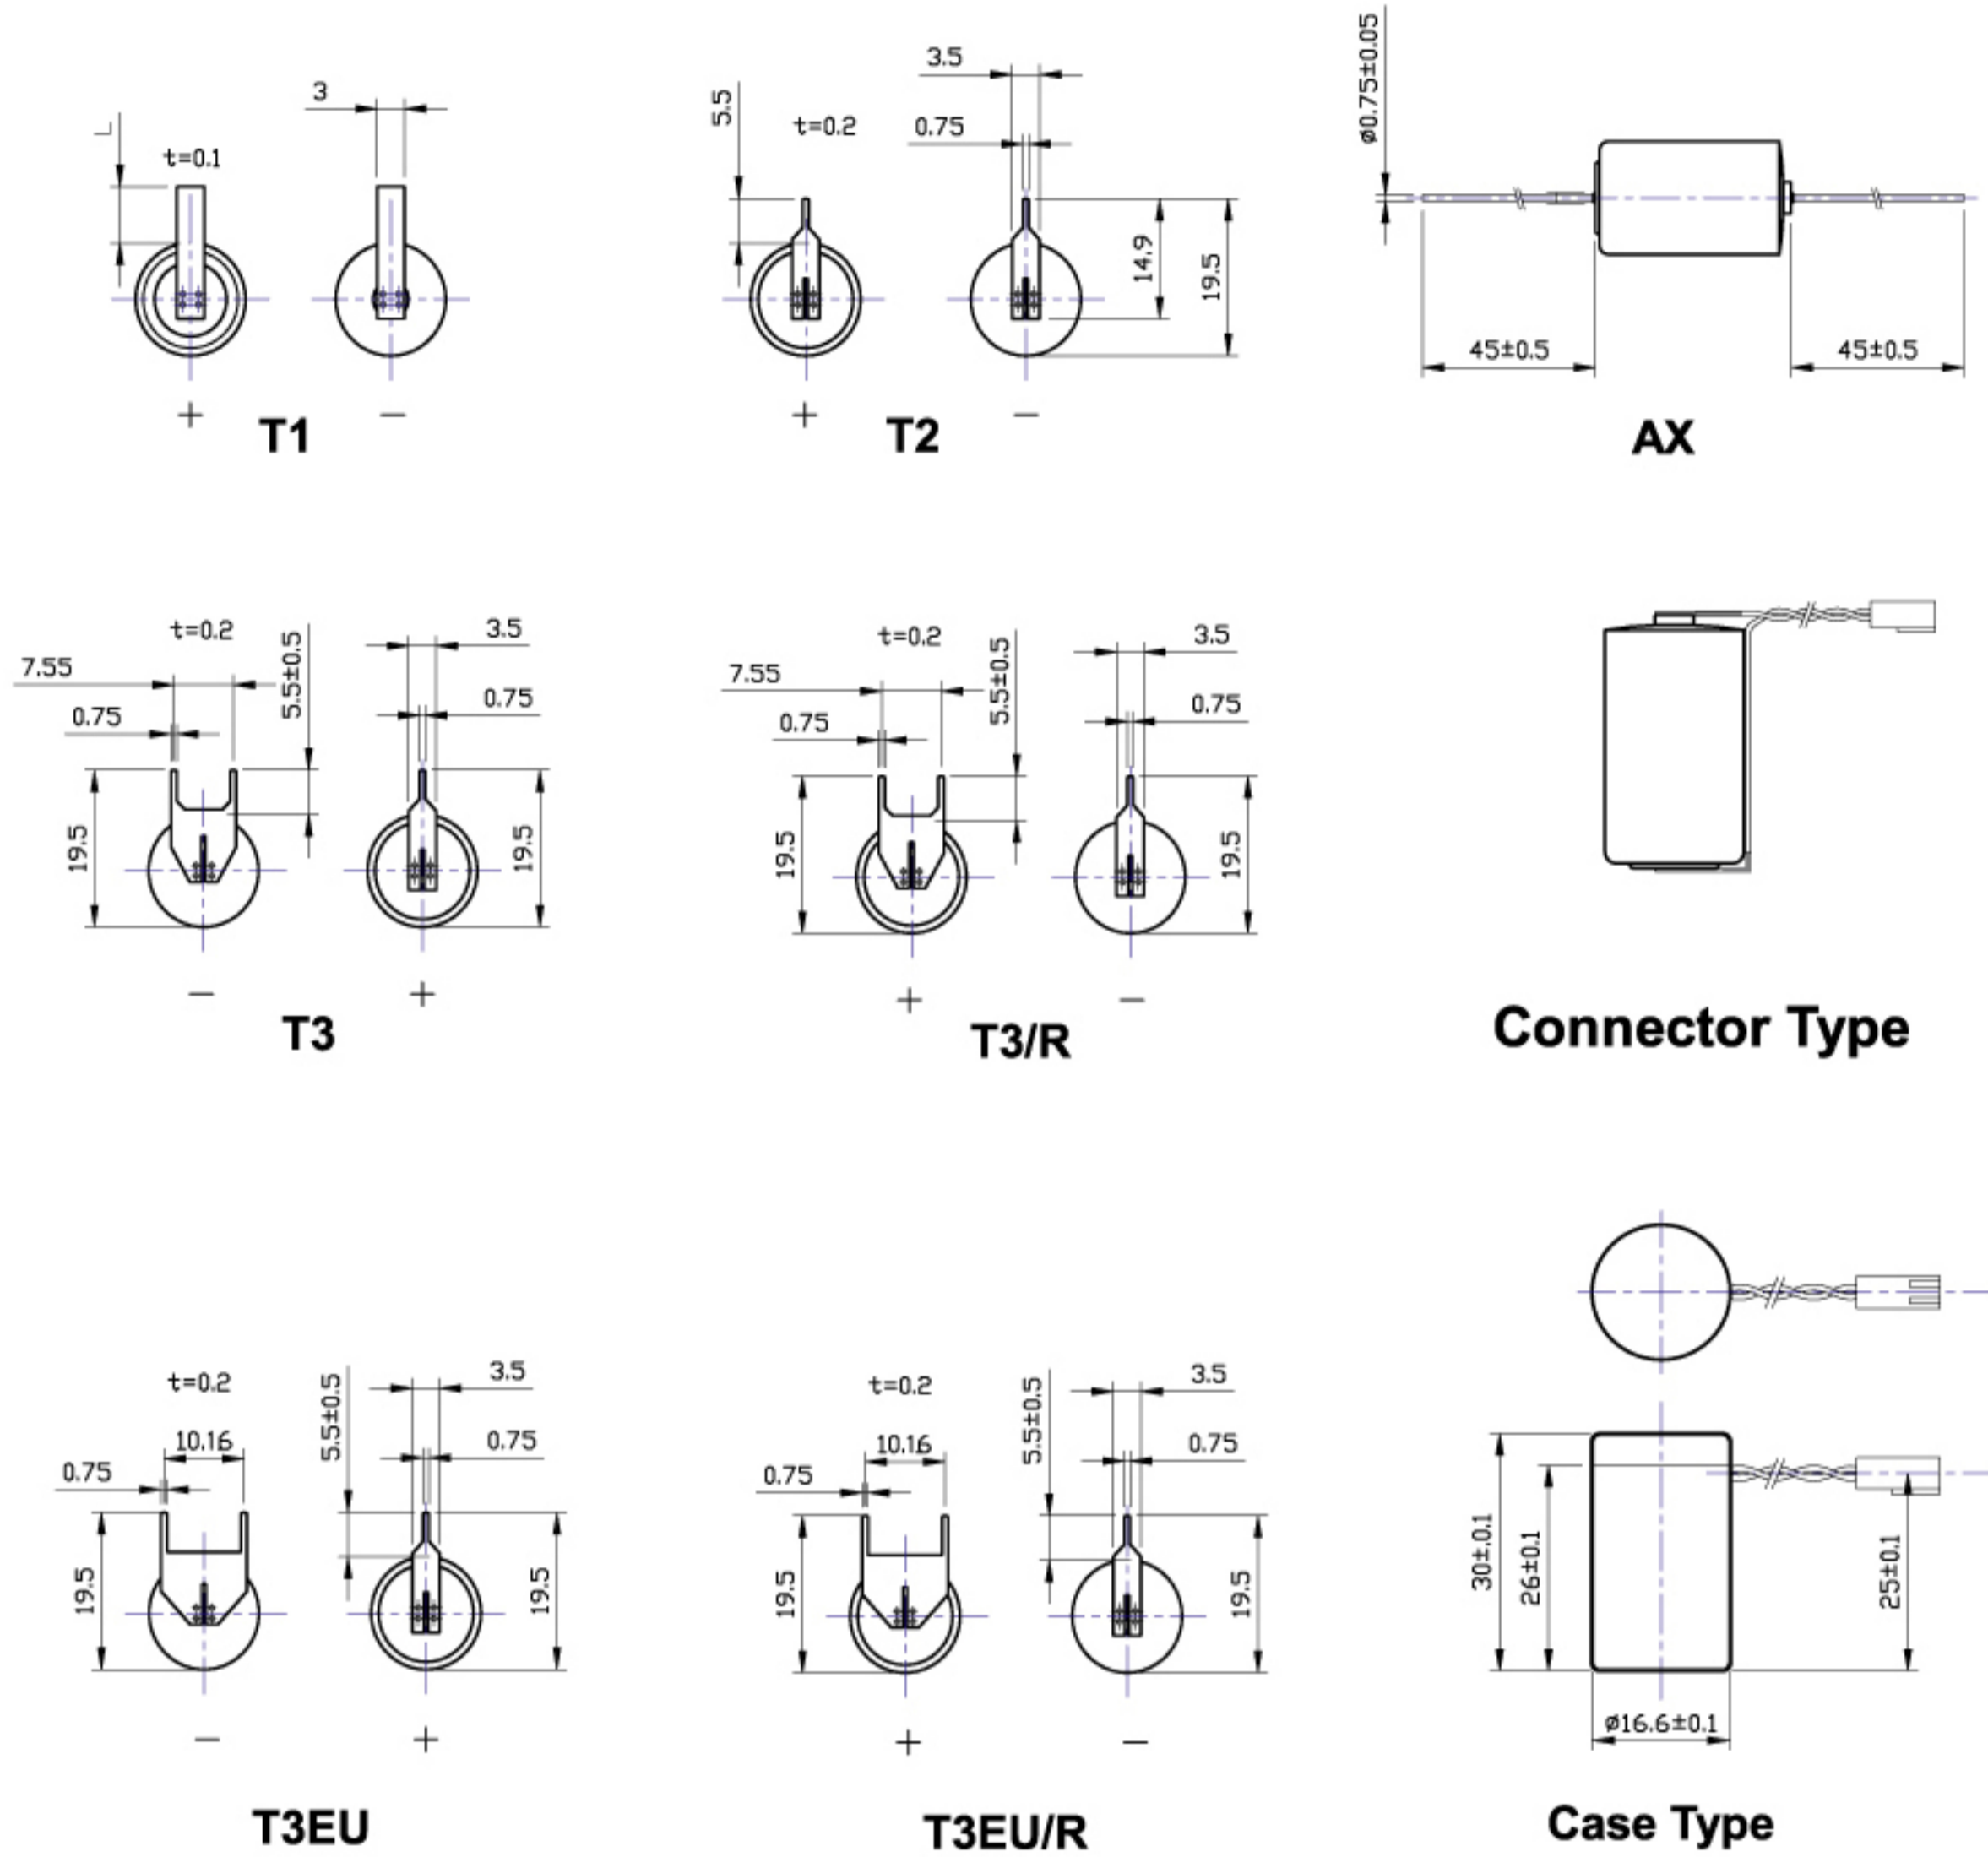 3
L
t=0.1
+
−
T1
3.5
5.5
t=0.2
0.75
14.9
19.5
+
−
T2
ø0.75±0.05
45±0.5
45±0.5
AX
t=0.2
7.55
5.5±0.5
3.5
0.75
0.75
19.5
19.5
−
+
T3
t=0.2
7.55
5.5±0.5
3.5
0.75
0.75
19.5
19.5
+
−
T3/R
Connector Type
t=0.2
10.16
0.75
5.5±0.5
3.5
0.75
19.5
19.5
−
+
T3EU
t=0.2
10.16
0.75
5.5±0.5
3.5
0.75
19.5
19.5
+
−
T3EU/R
30±0.1
26±0.1
25±0.1
ø16.6±0.1
Case Type